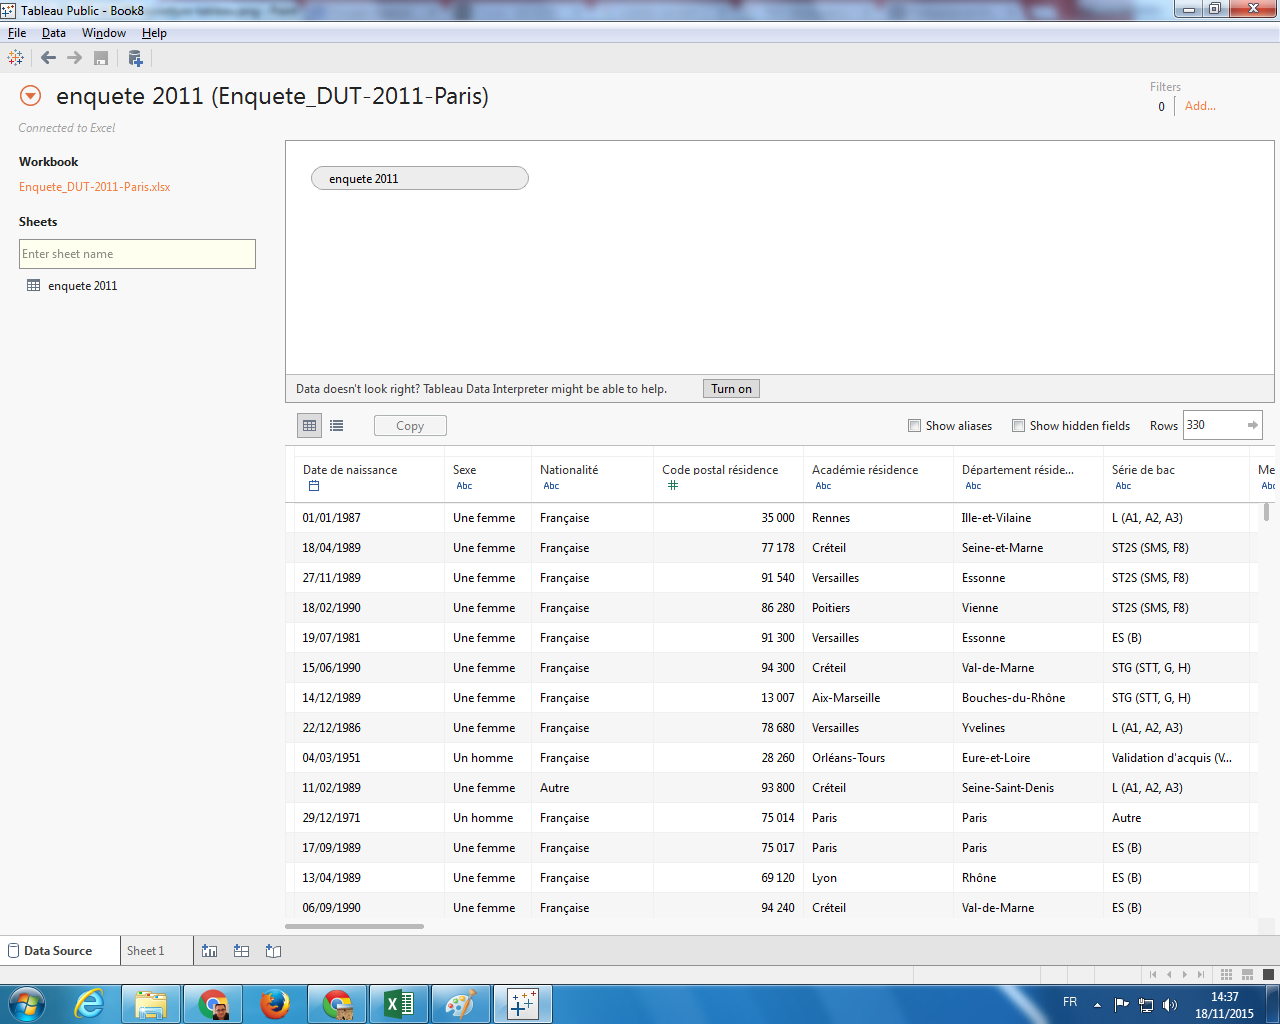 Tableau Public - Book8
File Data Window Help
enquete 2011 (Enquete_DUT-2011-Paris)
Filters
0 Add...
Connected to Excel
Workbook
Enquete_DUT-2011-Paris.xlsx
Sheets
Enter sheet name
enquete 2011
enquete 2011
Data doesn't look right? Tableau Data Interpreter might be able to help. Turn on
Copy Show aliases Show hidden fields Rows 330
Date de naissance Sexe Nationalité Code postal résidence Académie résidence Département réside... Série de bac Me
Abc Abc # Abc Abc Abc Abc
01/01/1987 Une femme Française 35 000 Rennes Ille-et-Vilaine L (A1, A2, A3)
18/04/1989 Une femme Française 77 178 Créteil Seine-et-Marne ST2S (SMS, F8)
27/11/1989 Une femme Française 91 540 Versailles Essonne ST2S (SMS, F8)
18/02/1990 Une femme Française 86 280 Poitiers Vienne ST2S (SMS, F8)
19/07/1981 Une femme Française 91 300 Versailles Essonne ES (B)
15/06/1990 Une femme Française 94 300 Créteil Val-de-Marne STG (STT, G, H)
14/12/1989 Une femme Française 13 007 Aix-Marseille Bouches-du-Rhône STG (STT, G, H)
22/12/1986 Une femme Française 78 680 Versailles Yvelines L (A1, A2, A3)
04/03/1951 Un homme Française 28 260 Orléans-Tours Eure-et-Loire Validation d'acquis (V...
11/02/1989 Une femme Autre 93 800 Créteil Seine-Saint-Denis L (A1, A2, A3)
29/12/1971 Un homme Française 75 014 Paris Paris Autre
17/09/1989 Une femme Française 75 017 Paris Paris ES (B)
13/04/1989 Une femme Française 69 120 Lyon Rhône ES (B)
06/09/1990 Une femme Française 94 240 Créteil Val-de-Marne ES (B)
Data Source Sheet 1
FR 14:37
18/11/2015